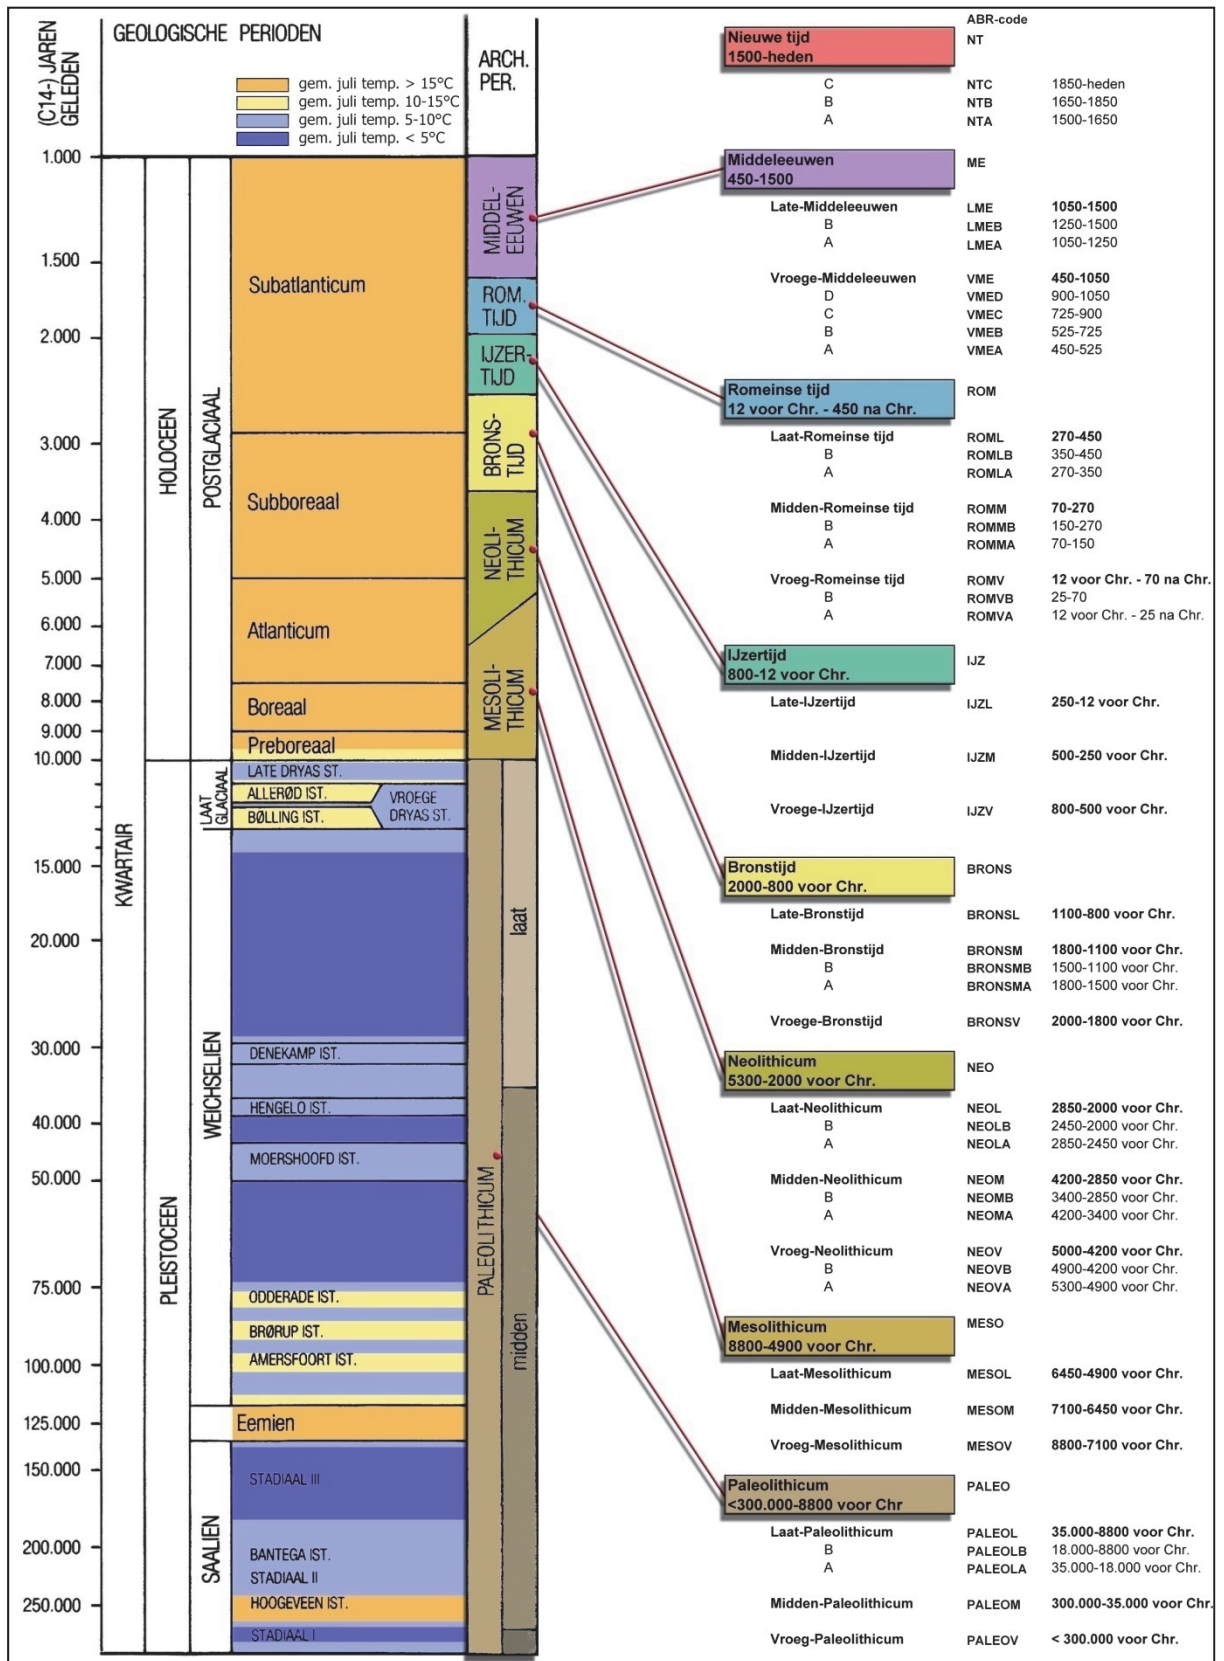 (C14-) JAREN
GELEDEN
GEOLOGISCHE PERIODEN
gem. juli temp. > 15°C
gem. juli temp. 10-15°C
gem. juli temp. 5-10°C
gem. juli temp. < 5°C
ARCH.
PER.
1.000
1.500
2.000
3.000
4.000
5.000
6.000
7.000
8.000
9.000
10.000
15.000
20.000
30.000
40.000
50.000
75.000
100.000
125.000
150.000
200.000
250.000
KWARTAIR
HOLOCEEN
PLEISTOCEEN
POSTGLACIAAL
LAAT
GLACIAAL
WEICHSELIEN
SAALIEN
Subatlanticum
Subboreaal
Atlanticum
Boreaal
Preboreaal
LATE DRYAS ST.
ALLERØD IST.
VROEGE
DRYAS ST.
BØLLING IST.
DENEKAMP IST.
HENGELO IST.
MOERSHOOFD IST.
ODDERADE IST.
BRØRUP IST.
AMERSFOORT IST.
Eemien
STADIAAL III
BANTEGA IST.
STADIAAL II
HOOGEVEEN IST.
STADIAAL I
MIDDEL-
EEUWEN
ROM.
TIJD
IJZER-
TIJD
BRONS-
TIJD
NEOLI-
THICUM
MESOLI-
THICUM
PALEOLITHICUM
laat
midden
ABR-code
Nieuwe tijd NT
1500-heden
C NTC 1850-heden
B NTB 1650-1850
A NTA 1500-1650
Middeleeuwen ME
450-1500
Late-Middeleeuwen LME 1050-1500
B LMEB 1250-1500
A LMEA 1050-1250
Vroege-Middeleeuwen VME 450-1050
D VMED 900-1050
C VMEC 725-900
B VMEB 525-725
A VMEA 450-525
Romeinse tijd ROM
12 voor Chr. - 450 na Chr.
Laat-Romeinse tijd ROML 270-450
B ROMLB 350-450
A ROMLA 270-350
Midden-Romeinse tijd ROMM 70-270
B ROMMB 150-270
A ROMMA 70-150
Vroeg-Romeinse tijd ROMV 12 voor Chr. - 70 na Chr.
B ROMVB 25-70
A ROMVA 12 voor Chr. - 25 na Chr.
IJzertijd IJZ
800-12 voor Chr.
Late-IJzertijd IJZL 250-12 voor Chr.
Midden-IJzertijd IJZM 500-250 voor Chr.
Vroege-IJzertijd IJZV 800-500 voor Chr.
Bronstijd BRONS
2000-800 voor Chr.
Late-Bronstijd BRONSL 1100-800 voor Chr.
Midden-Bronstijd BRONSM 1800-1100 voor Chr.
B BRONSMB 1500-1100 voor Chr.
A BRONSMA 1800-1500 voor Chr.
Vroege-Bronstijd BRONSV 2000-1800 voor Chr.
Neolithicum NEO
5300-2000 voor Chr.
Laat-Neolithicum NEOL 2850-2000 voor Chr.
B NEOLB 2450-2000 voor Chr.
A NEOLA 2850-2450 voor Chr.
Midden-Neolithicum NEOM 4200-2850 voor Chr.
B NEOMB 3400-2850 voor Chr.
A NEOMA 4200-3400 voor Chr.
Vroeg-Neolithicum NEOV 5000-4200 voor Chr.
B NEOVB 4900-4200 voor Chr.
A NEOVA 5300-4900 voor Chr.
Mesolithicum MESO
8800-4900 voor Chr.
Laat-Mesolithicum MESOL 6450-4900 voor Chr.
Midden-Mesolithicum MESOM 7100-6450 voor Chr.
Vroeg-Mesolithicum MESOV 8800-7100 voor Chr.
Paleolithicum PALEO
<300.000-8800 voor Chr
Laat-Paleolithicum PALEOL 35.000-8800 voor Chr.
B PALEOLB 18.000-8800 voor Chr.
A PALEOLA 35.000-18.000 voor Chr.
Midden-Paleolithicum PALEOM 300.000-35.000 voor Chr.
Vroeg-Paleolithicum PALEOV < 300.000 voor Chr.